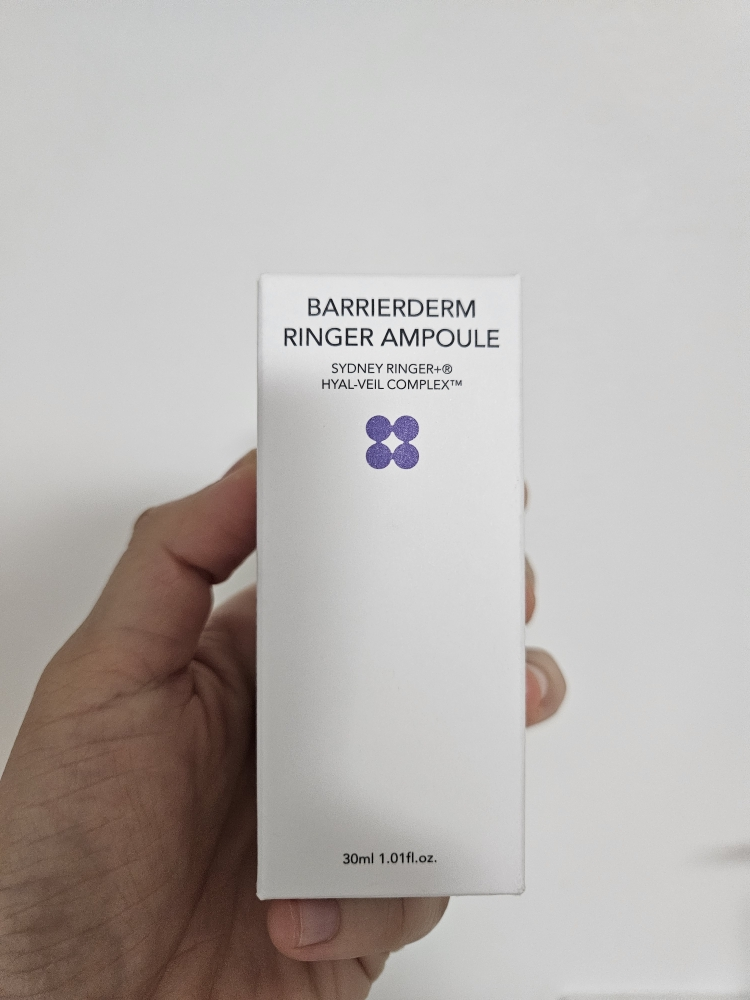 BARRIERDERM
RINGER AMPOULE
SYDNEY RINGER+®
HYAL-VEIL COMPLEX™
30ml 1.01fl.oz.